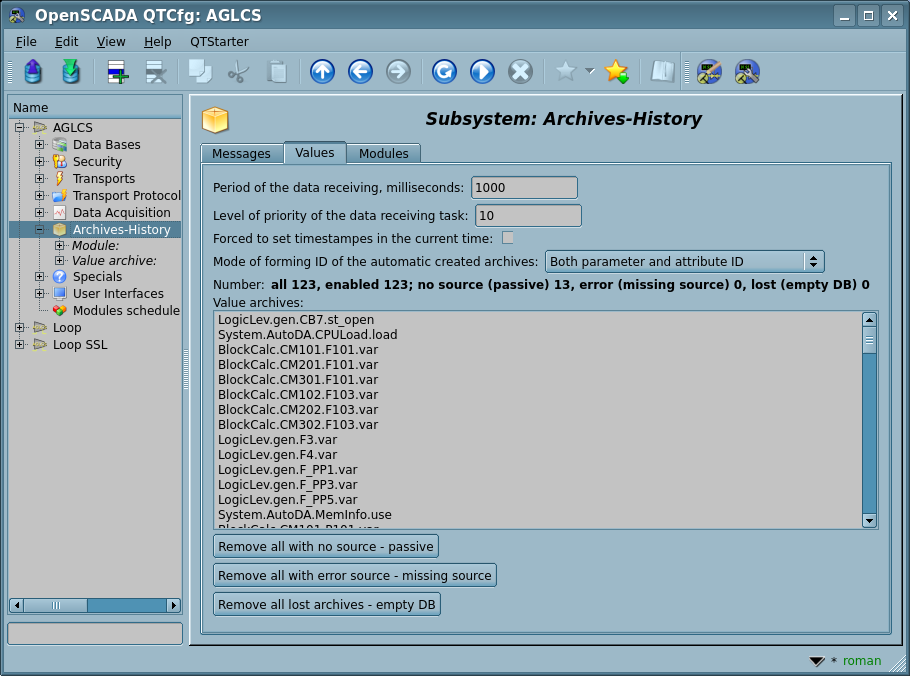 OpenSCADA QTCfg: AGLCS
File Edit View Help QTStarter
Name
AGLCS
Data Bases
Security
Transports
Transport Protocol
Data Acquisition
Archives-History
Module:
Value archive:
Specials
User Interfaces
Modules schedule
Loop
Loop SSL
Subsystem: Archives-History
Messages Values Modules
Period of the data receiving, milliseconds: 1000
Level of priority of the data receiving task: 10
Forced to set timestampes in the current time:
Mode of forming ID of the automatic created archives: Both parameter and attribute ID
Number: all 123, enabled 123; no source (passive) 13, error (missing source) 0, lost (empty DB) 0
Value archives:
LogicLev.gen.CB7.st_open
System.AutoDA.CPULoad.load
BlockCalc.CM101.F101.var
BlockCalc.CM201.F101.var
BlockCalc.CM301.F101.var
BlockCalc.CM102.F103.var
BlockCalc.CM202.F103.var
BlockCalc.CM302.F103.var
LogicLev.gen.F3.var
LogicLev.gen.F4.var
LogicLev.gen.F_PP1.var
LogicLev.gen.F_PP3.var
LogicLev.gen.F_PP5.var
System.AutoDA.MemInfo.use
Remove all with no source - passive
Remove all with error source - missing source
Remove all lost archives - empty DB
* roman